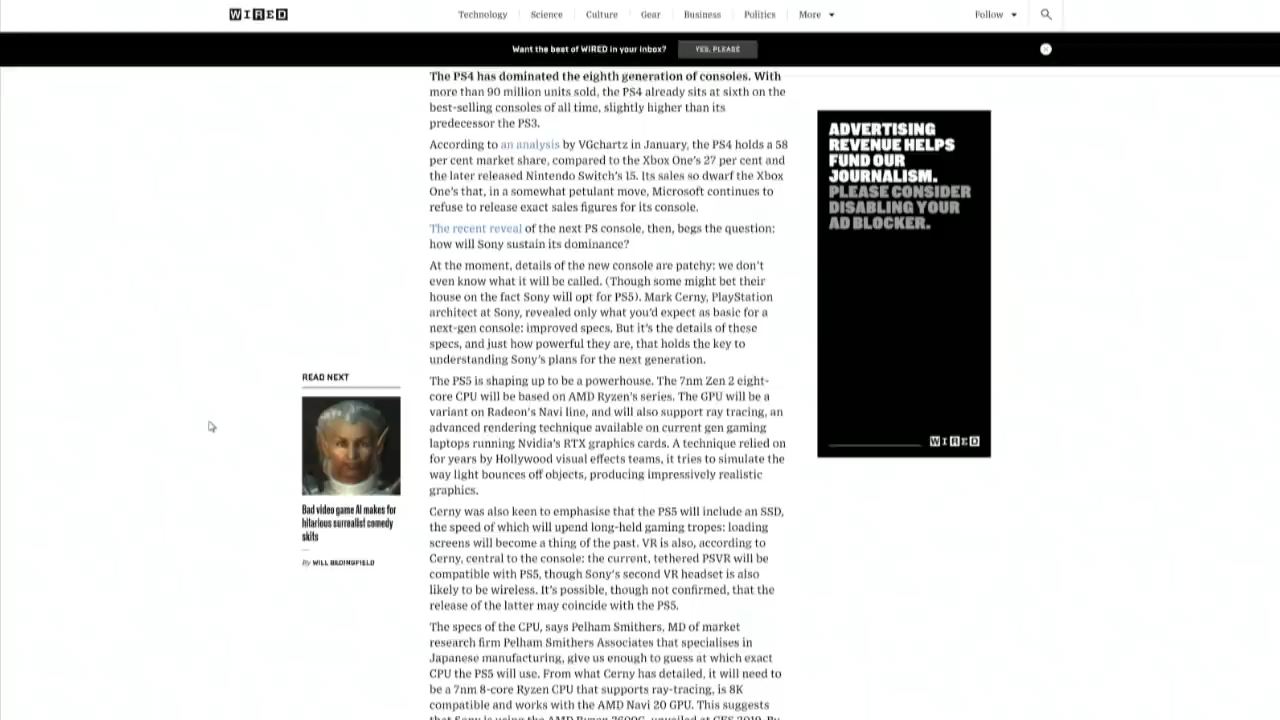 WIRED
Technology Science Culture Gear Business Politics More
Follow
Want the best of WIRED in your inbox? YES, PLEASE
The PS4 has dominated the eighth generation of consoles. With
more than 90 million units sold, the PS4 already sits at sixth on the
best-selling consoles of all time, slightly higher than its
predecessor the PS3.
According to an analysis by VGchartz in January, the PS4 holds a 58
per cent market share, compared to the Xbox One's 27 per cent and
the later released Nintendo Switch's 15. Its sales so dwarf the Xbox
One's that, in a somewhat petulant move, Microsoft continues to
refuse to release exact sales figures for its console.
The recent reveal of the next PS console, then, begs the question:
how will Sony sustain its dominance?
At the moment, details of the new console are patchy: we don't
even know what it will be called. (Though some might bet their
house on the fact Sony will opt for PS5). Mark Cerny, PlayStation
architect at Sony, revealed only what you'd expect as basic for a
next-gen console: improved specs. But it's the details of these
specs, and just how powerful they are, that holds the key to
understanding Sony's plans for the next generation.
The PS5 is shaping up to be a powerhouse. The 7nm Zen 2 eight-
core CPU will be based on AMD Ryzen's series. The GPU will be a
variant on Radeon's Navi line, and will also support ray tracing, an
advanced rendering technique available on current gen gaming
laptops running Nvidia's RTX graphics cards. A technique relied on
for years by Hollywood visual effects teams, it tries to simulate the
way light bounces off objects, producing impressively realistic
graphics.
Cerny was also keen to emphasise that the PS5 will include an SSD,
the speed of which will upend long-held gaming tropes: loading
screens will become a thing of the past. VR is also, according to
Cerny, central to the console: the current, tethered PSVR will be
compatible with PS5, though Sony's second VR headset is also
likely to be wireless. It's possible, though not confirmed, that the
release of the latter may coincide with the PS5.
The specs of the CPU, says Pelham Smithers, MD of market
research firm Pelham Smithers Associates that specialises in
Japanese manufacturing, give us enough to guess at which exact
CPU the PS5 will use. From what Cerny has detailed, it will need to
be a 7nm 8-core Ryzen CPU that supports ray-tracing, is 8K
compatible and works with the AMD Navi 20 GPU. This suggests
READ NEXT
Bad video game AI makes for
hilarious surrealist comedy
skits
By WILL BEDINGFIELD
ADVERTISING
REVENUE HELPS
FUND OUR
JOURNALISM.
PLEASE CONSIDER
DISABLING YOUR
AD BLOCKER.
WIRED